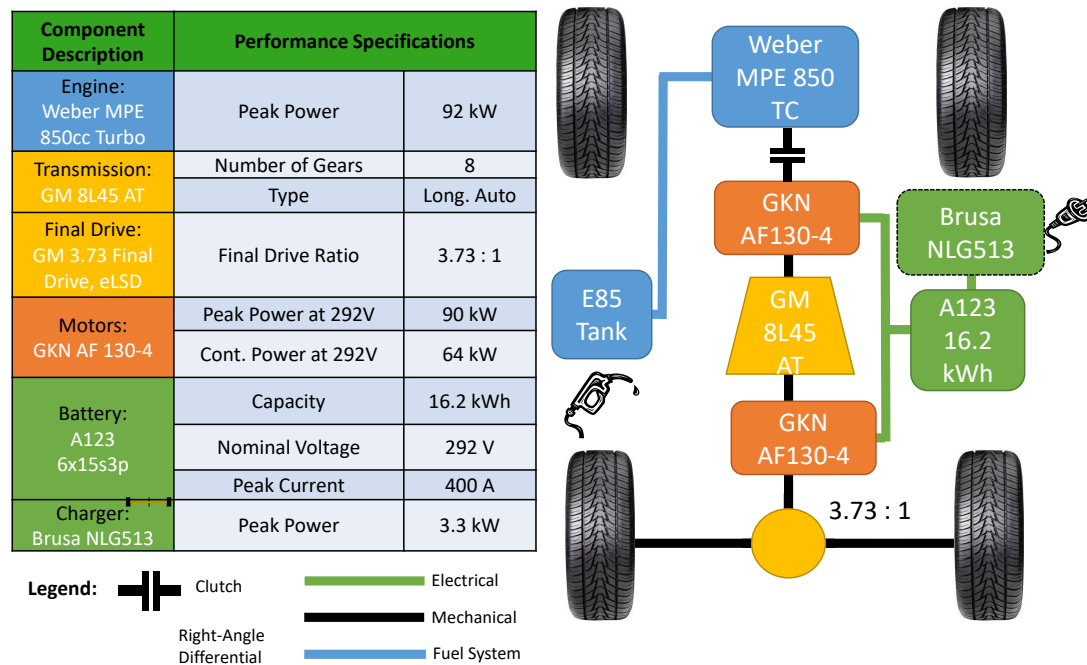 Component
Description
Performance Specifications
Engine:
Weber MPE
850cc Turbo
Peak Power
92 kW
Transmission:
GM 8L45 AT
Number of Gears
8
Type
Long. Auto
Final Drive:
GM 3.73 Final
Drive, eLSD
Final Drive Ratio
3.73 : 1
Motors:
GKN AF 130-4
Peak Power at 292V
90 kW
Cont. Power at 292V
64 kW
Battery:
A123
6x15s3p
Capacity
16.2 kWh
Nominal Voltage
292 V
Peak Current
400 A
Charger:
Brusa NLG513
Peak Power
3.3 kW
Legend:
Clutch
Right-Angle
Differential
Electrical
Mechanical
Fuel System
Weber
MPE 850
TC
GKN
AF130-4
Brusa
NLG513
E85
Tank
GM
8L45
AT
A123
16.2
kWh
GKN
AF130-4
3.73 : 1